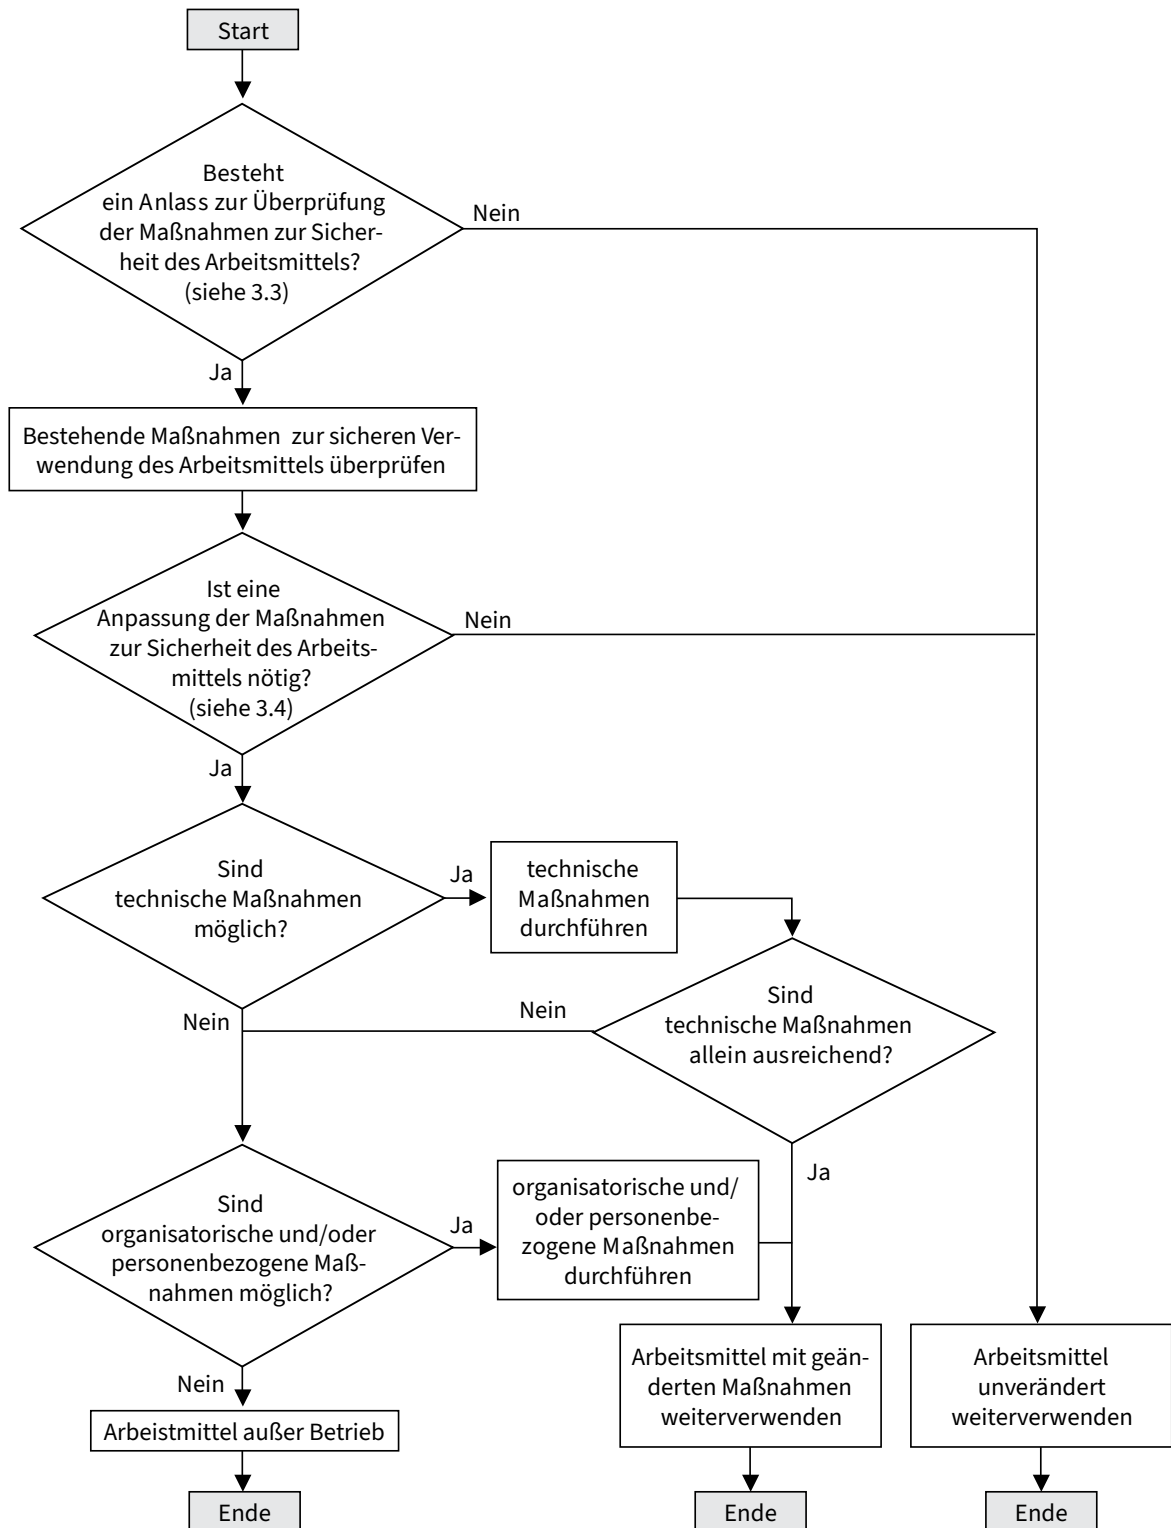 Start
Besteht
ein Anlass zur Überprüfung
der Maßnahmen zur Sicher-
heit des Arbeitsmittels?
(siehe 3.3)
Nein
Ja
Bestehende Maßnahmen zur sicheren Ver-
wendung des Arbeitsmittels überprüfen
Ist eine
Anpassung der Maßnahmen
zur Sicherheit des Arbeits-
mittels nötig?
(siehe 3.4)
Nein
Ja
Sind
technische Maßnahmen
möglich?
Ja
technische
Maßnahmen
durchführen
Nein
Sind
technische Maßnahmen
allein ausreichend?
Nein
Ja
Sind
organisatorische und/oder
personenbezogene Maß-
nahmen möglich?
Ja
organisatorische und/
oder personenbe-
zogene Maßnahmen
durchführen
Nein
Arbeistmittel außer Betrieb
Arbeitsmittel mit geän-
derten Maßnahmen
weiterverwenden
Arbeitsmittel
unverändert
weiterverwenden
Ende
Ende
Ende